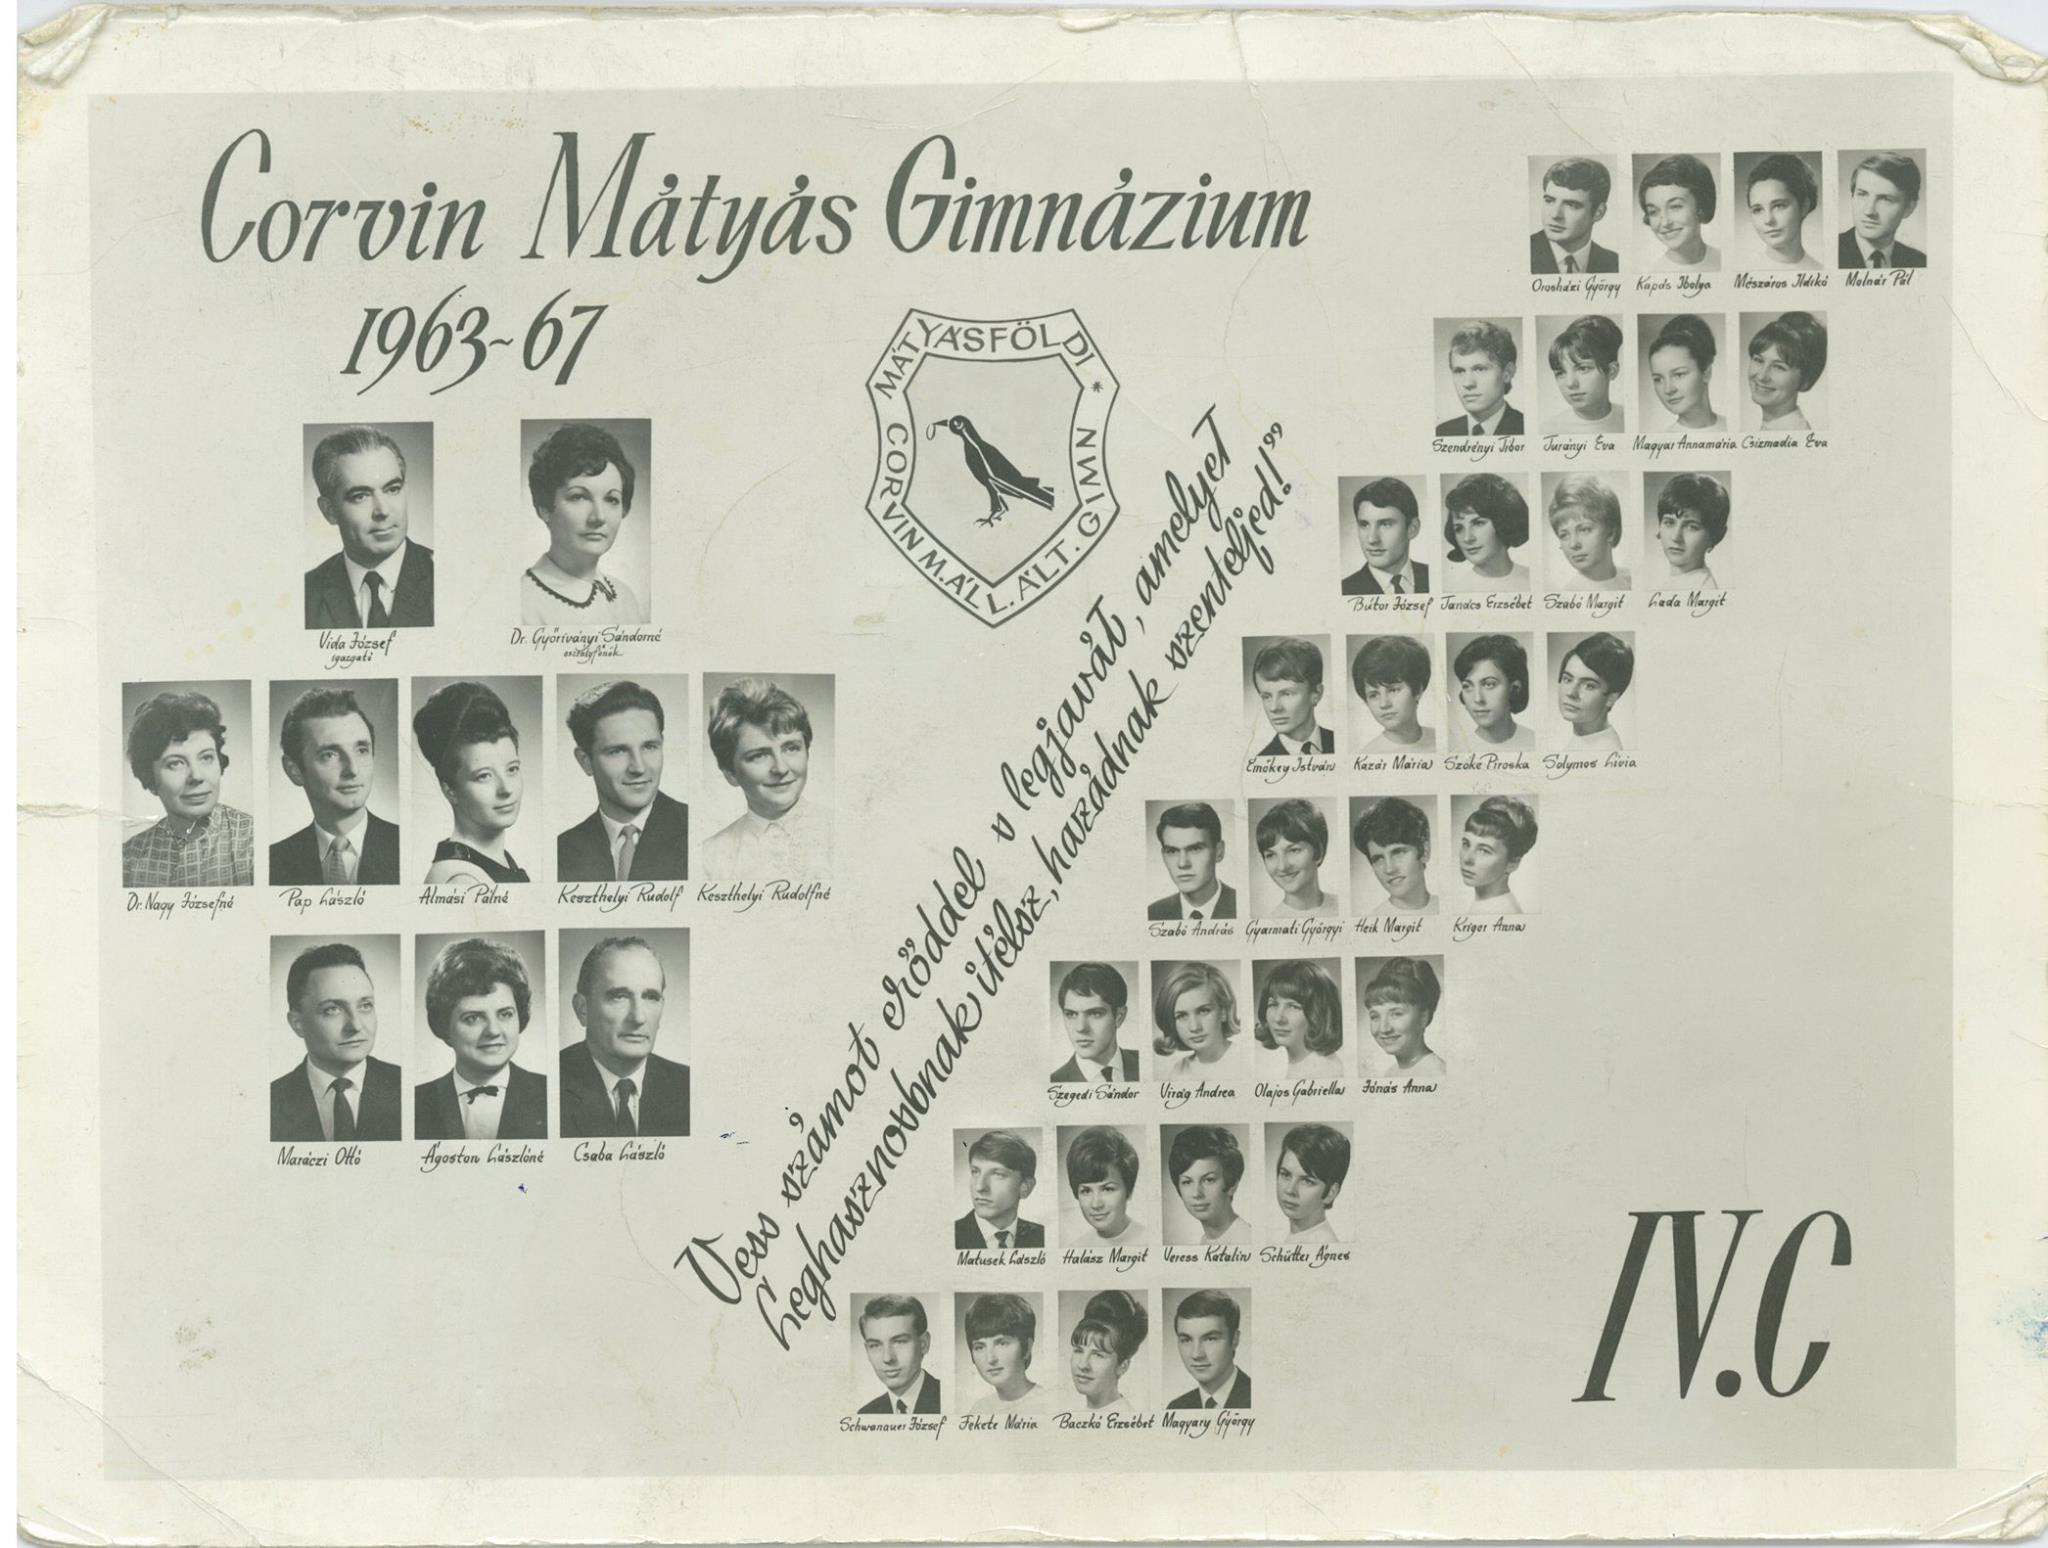 Corvin Mátyás Gimnázium
1963-67
MÁTYÁSFÖLDI *
CORVIN M. ÁLL. ÁLT. GIMN
Vess számot erőddel s legjavát, amelyet
Leghasznosbnak itélsz, hazádnak szenteljed!"
Vida József
igazgató
Dr. Győriványi Sándorné
osztályfőnök
Dr. Nagy Józsefné
Pap László
Almási Pálné
Keszthelyi Rudolf
Keszthelyi Rudolfné
Maráczi Ottó
Ágoston Lászlóné
Csaba László
Orosházi György
Kapás Ibolya
Mészáros Ildikó
Molnár Pál
Szendrényi Tibor
Turányi Éva
Magyar Annamária
Csizmadia Éva
Bútor József
Tanács Erzsébet
Szabó Margit
Lada Margit
Emőkey István
Kazár Mária
Szőke Piroska
Solymos Lívia
Szabó András
Gyarmati Györgyi
Heik Margit
Kriger Anna
Szegedi Sándor
Virág Andrea
Olajos Gabriella
Jónás Anna
Matusek László
Halász Margit
Veress Katalin
Schütter Ágnes
Schwanauer József
Fekete Mária
Baczkó Erzsébet
Magyary György
IV.C